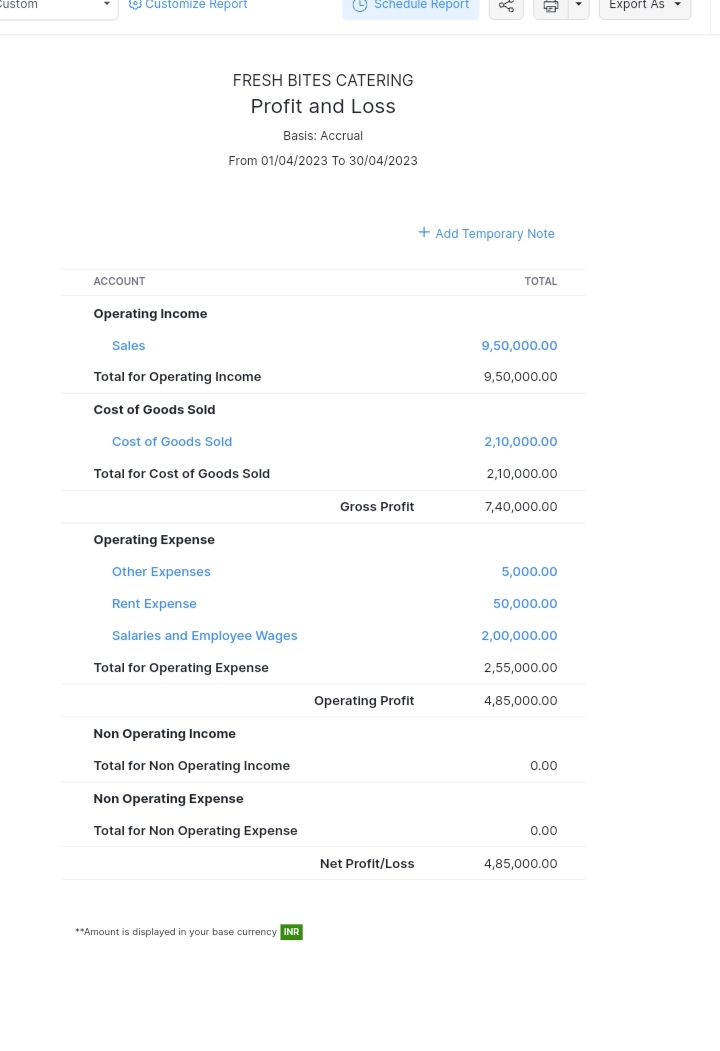 Custom
Customize Report
Schedule Report
Export As
FRESH BITES CATERING
Profit and Loss
Basis: Accrual
From 01/04/2023 To 30/04/2023
+ Add Temporary Note
ACCOUNT TOTAL
Operating Income
Sales 9,50,000.00
Total for Operating Income 9,50,000.00
Cost of Goods Sold
Cost of Goods Sold 2,10,000.00
Total for Cost of Goods Sold 2,10,000.00
Gross Profit 7,40,000.00
Operating Expense
Other Expenses 5,000.00
Rent Expense 50,000.00
Salaries and Employee Wages 2,00,000.00
Total for Operating Expense 2,55,000.00
Operating Profit 4,85,000.00
Non Operating Income
Total for Non Operating Income 0.00
Non Operating Expense
Total for Non Operating Expense 0.00
Net Profit/Loss 4,85,000.00
**Amount is displayed in your base currency INR